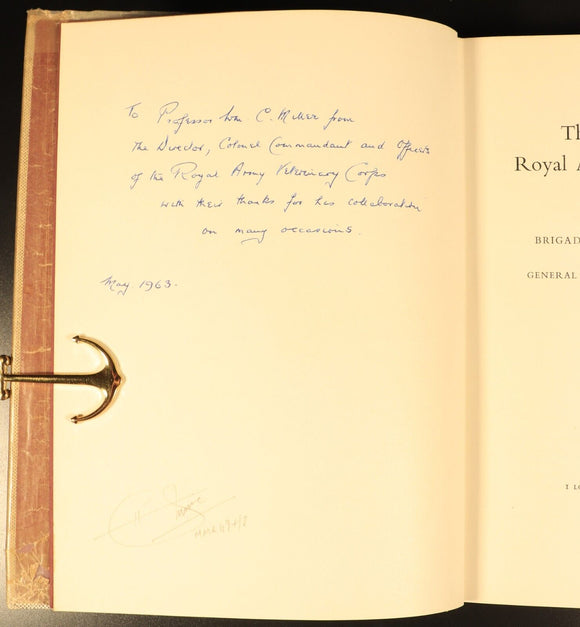 To Professor Wm. C. Miller from
the Director, Colonel Commandant and Officers
of the Royal Army Veterinary Corps
with their thanks for his collaboration
on many occasions.
May 1963.
Th
Royal A
BRIGAD
GENERAL
I LO